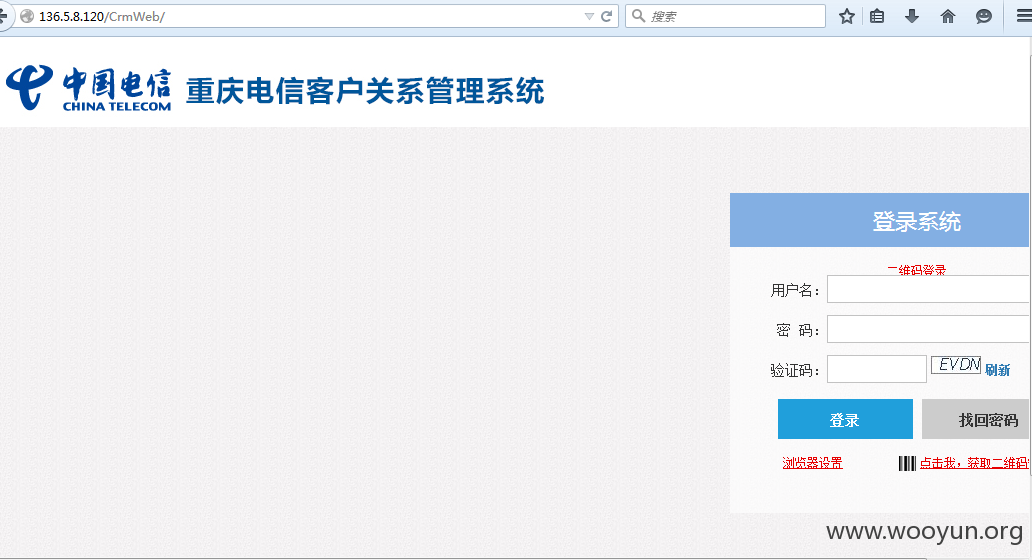 136.5.8.120/CrmWeb/
搜索
中国电信
CHINA TELECOM
重庆电信客户关系管理系统
登录系统
二维码登录
用户名：
密 码：
验证码：
EVDN
刷新
登录
找回密码
浏览器设置
点击我，获取二维码
www.wooyun.org